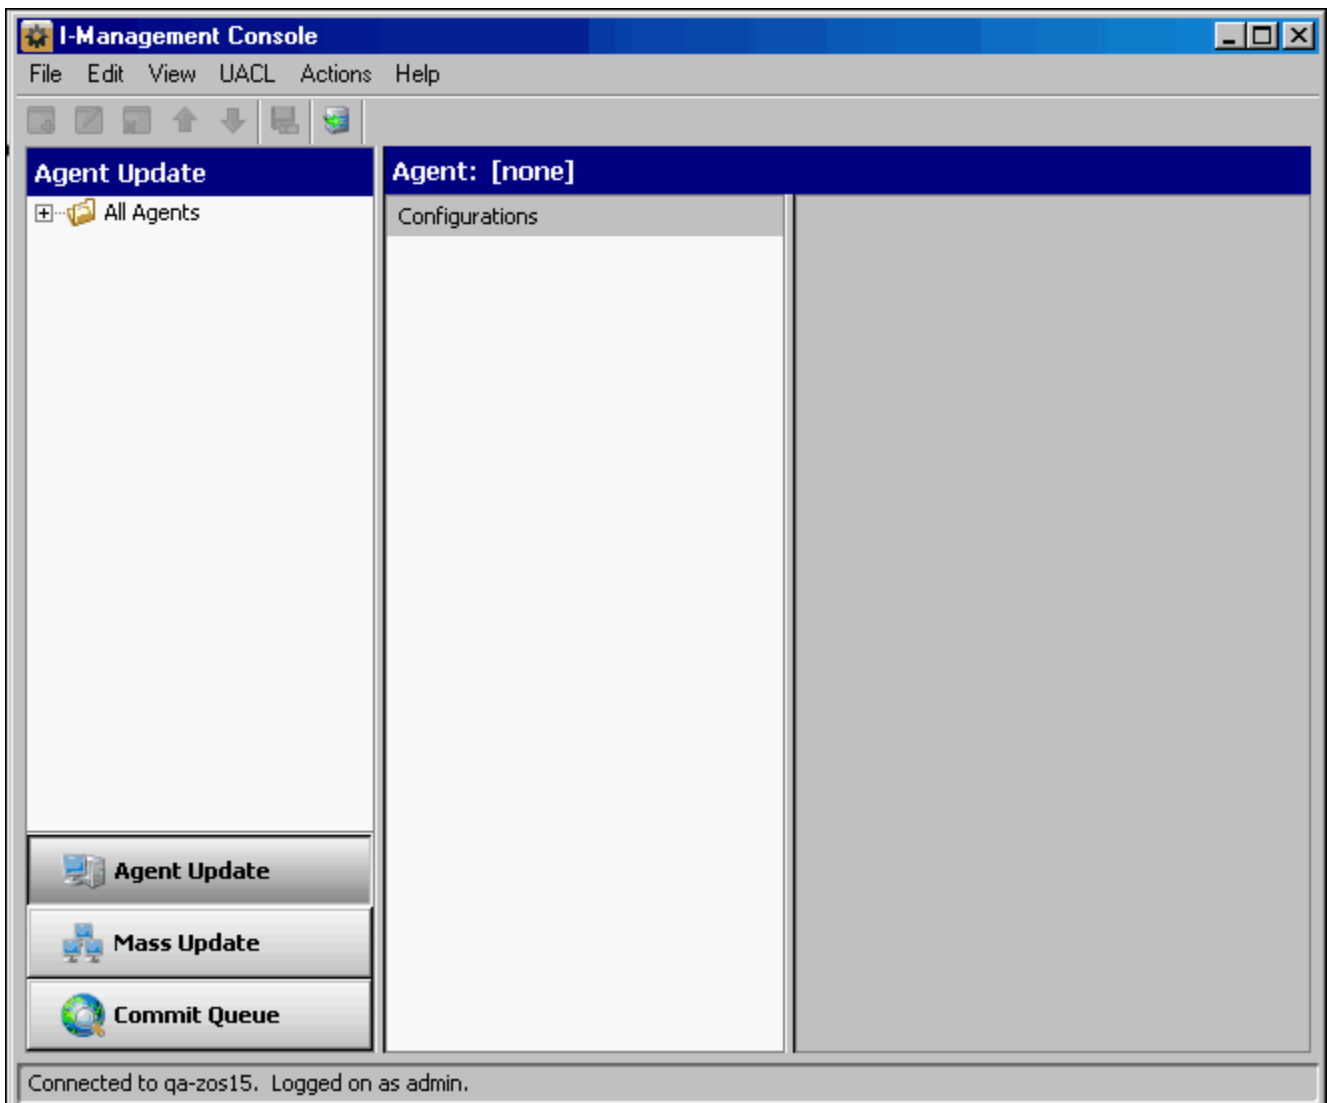 I-Management Console
File Edit View UACL Actions Help
Agent Update
Agent: [none]
All Agents
Configurations
Agent Update
Mass Update
Commit Queue
Connected to qa-zos15. Logged on as admin.